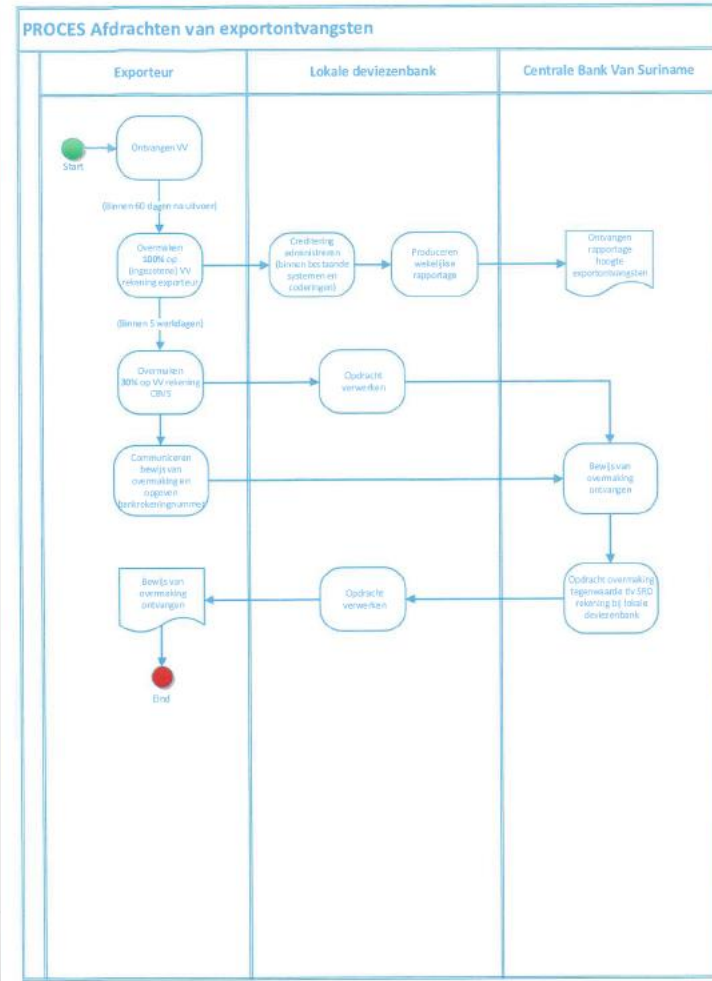 PROCES Afdrachten van exportontvangsten
Exporteur
Lokale deviezenbank
Centrale Bank Van Suriname
Start
Ontvangen VV
(Binnen 60 dagen na uitvoer)
Overmaken
100% op
(ingezetene) VV
rekening exporteur
Creditering
administreren
(binnen bestaande
systemen en
coderingen)
Produceren
wekelijkse
rapportage
Ontvangen
rapportage
hoogte
exportontvangsten
(Binnen 5 werkdagen)
Overmaken
30% op VV rekening
CBVS
Opdracht
verwerken
Communiceren
bewijs van
overmaking en
opgeven
bankrekeningnummer
Bewijs van
overmaking
ontvangen
Opdracht overmaking
tegenwaarde tlv SRD
rekening bij lokale
deviezenbank
Opdracht
verwerken
Bewijs van
overmaking
ontvangen
Eind